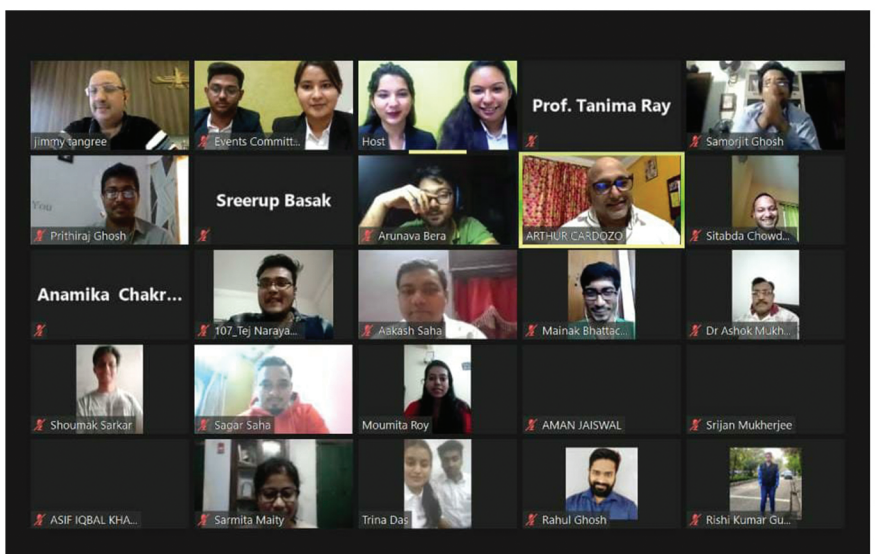 jimmy tangree
Events Committ...
Host
Prof. Tanima Ray
Samorjit Ghosh
You
Prithiraj Ghosh
Sreerup Basak
Arunava Bera
ARTHUR CARDOZO
Sitabda Chowd...
Anamika Chakr...
107_Tej Naraya...
Aakash Saha
Mainak Bhattac...
Dr Ashok Mukh...
Shoumak Sarkar
Sagar Saha
Moumita Roy
AMAN JAISWAL
Srijan Mukherjee
ASIF IQBAL KHA...
Sarmita Maity
Trina Das
Rahul Ghosh
Rishi Kumar Gu...